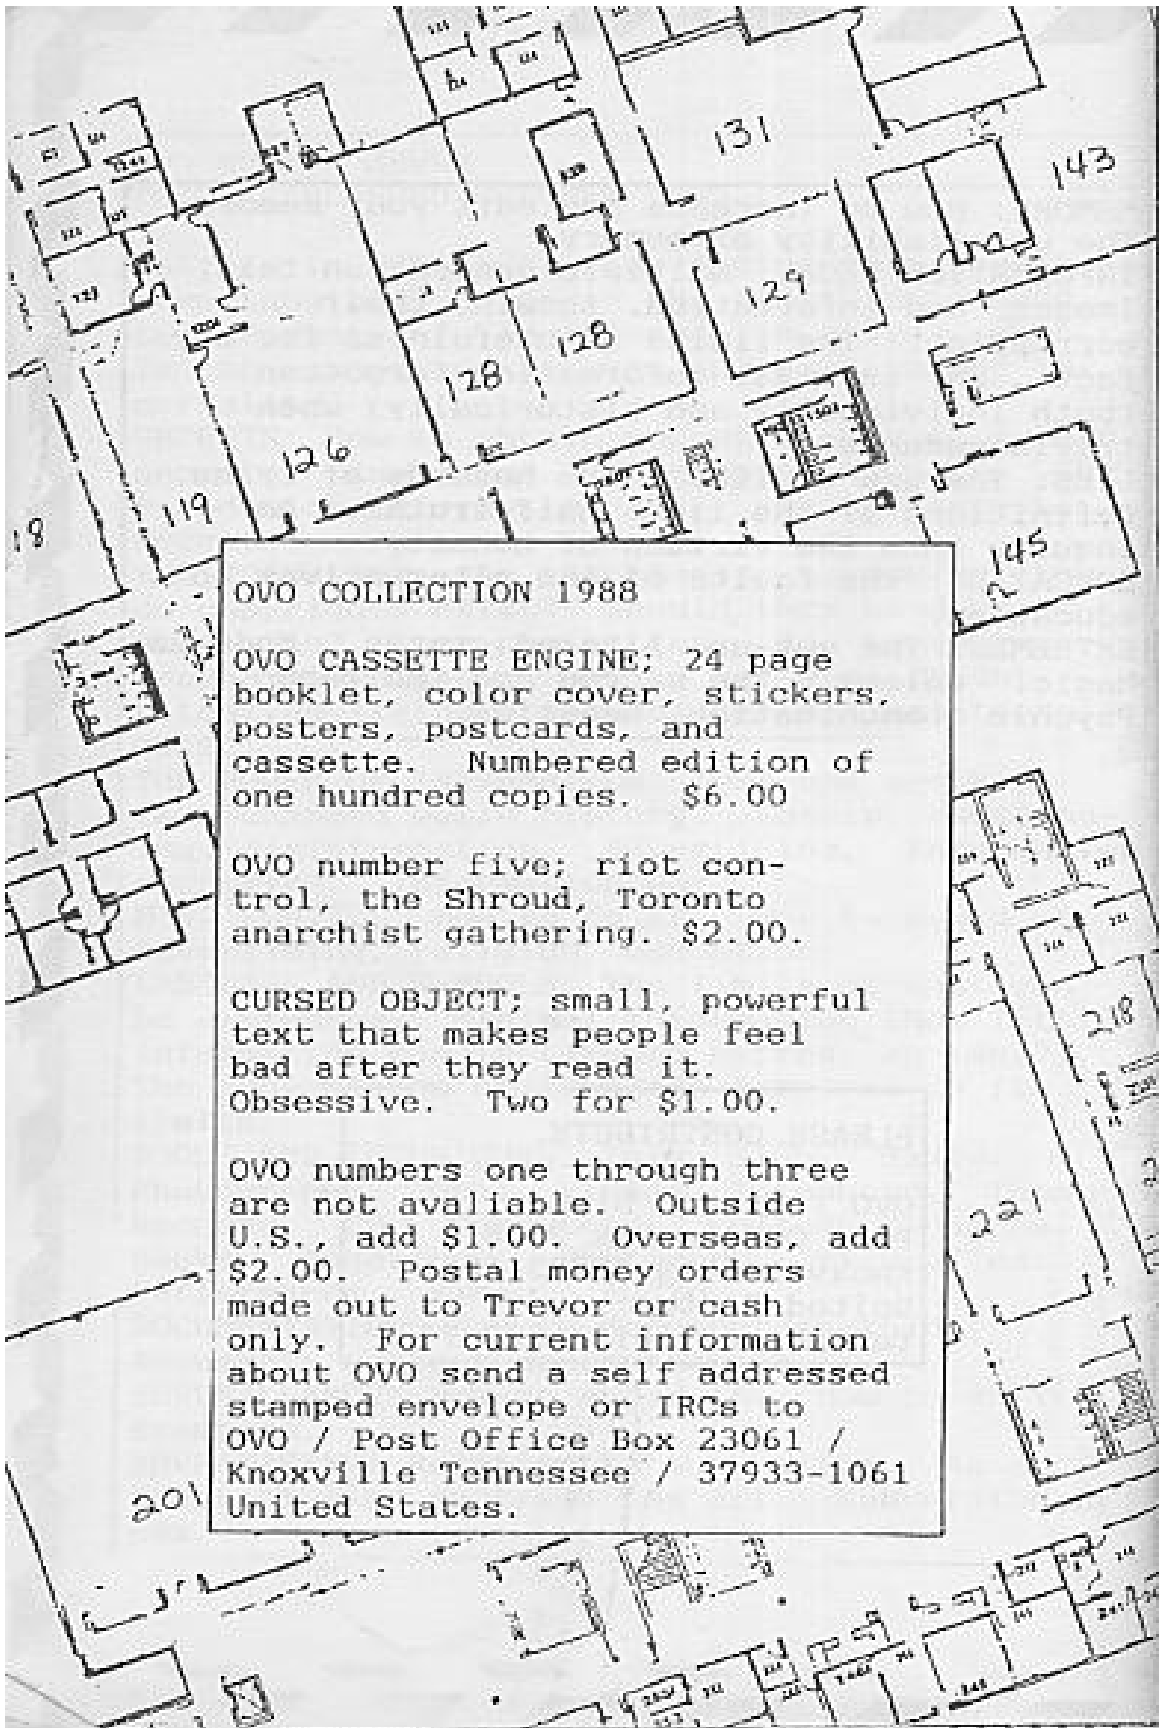 131
143
129
128
128
126
119
18
145
OVO COLLECTION 1988
OVO CASSETTE ENGINE; 24 page
booklet, color cover, stickers,
posters, postcards, and
cassette. Numbered edition of
one hundred copies. $6.00
OVO number five; riot con-
trol, the Shroud, Toronto
anarchist gathering. $2.00.
CURSED OBJECT; small, powerful
text that makes people feel
bad after they read it.
Obsessive. Two for $1.00.
OVO numbers one through three
are not avaliable. Outside
U.S., add $1.00. Overseas, add
$2.00. Postal money orders
made out to Trevor or cash
only. For current information
about OVO send a self addressed
stamped envelope or IRCs to
OVO / Post Office Box 23061 /
Knoxville Tennessee / 37933-1061
United States.
218
221
201